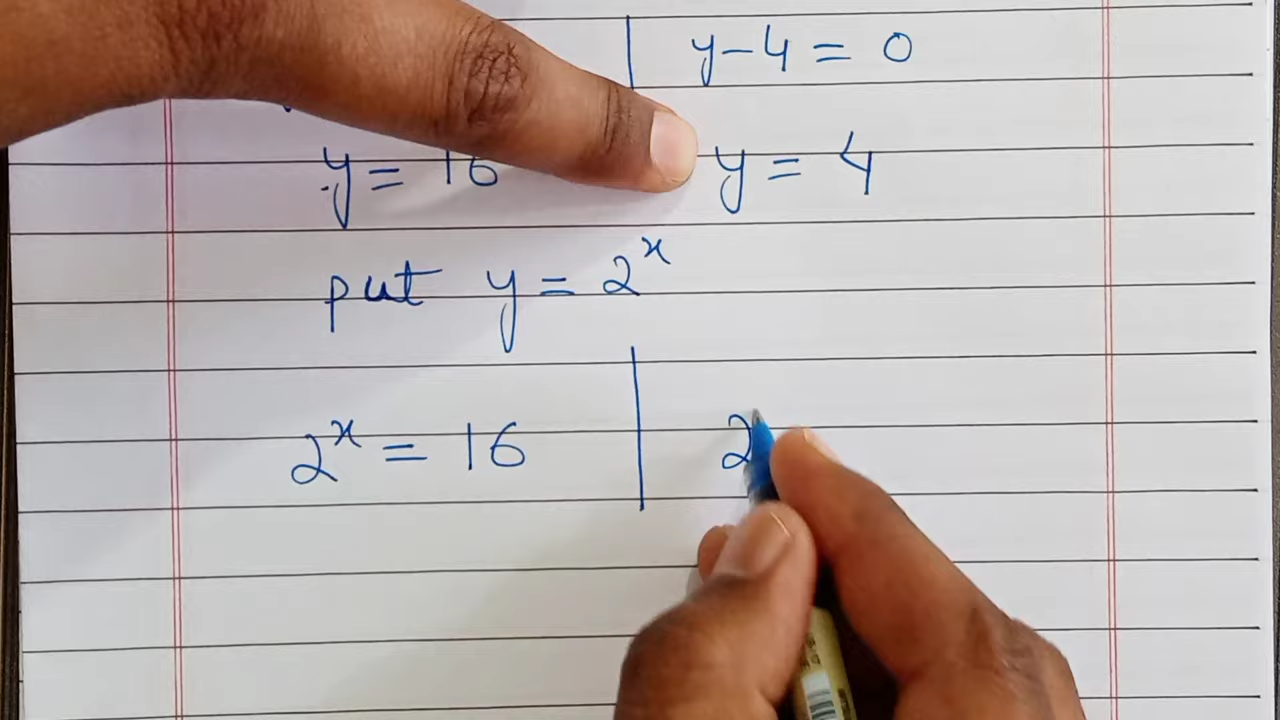 y-4 = 0
y = 16 y = 4
put y = 2^x
2^x = 16 2